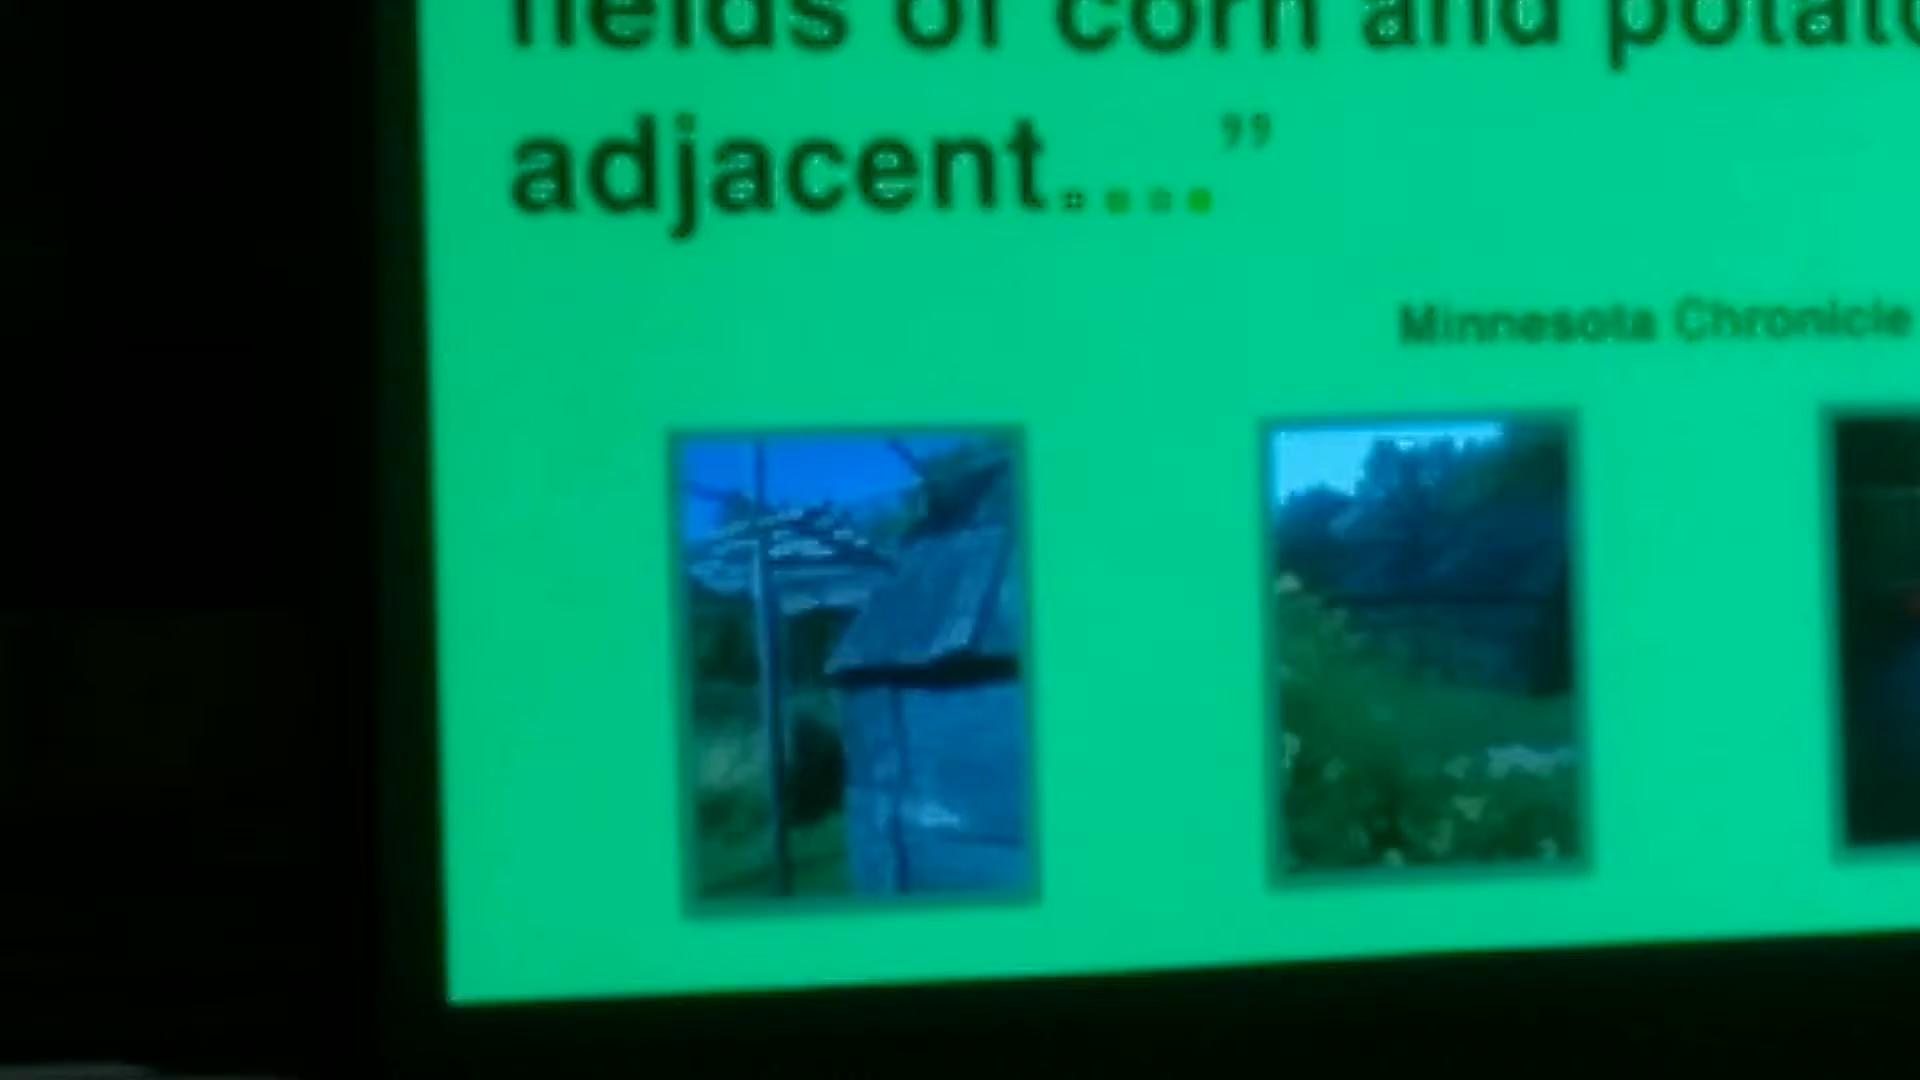 fields of corn and potato
adjacent....”
Minnesota Chronicle